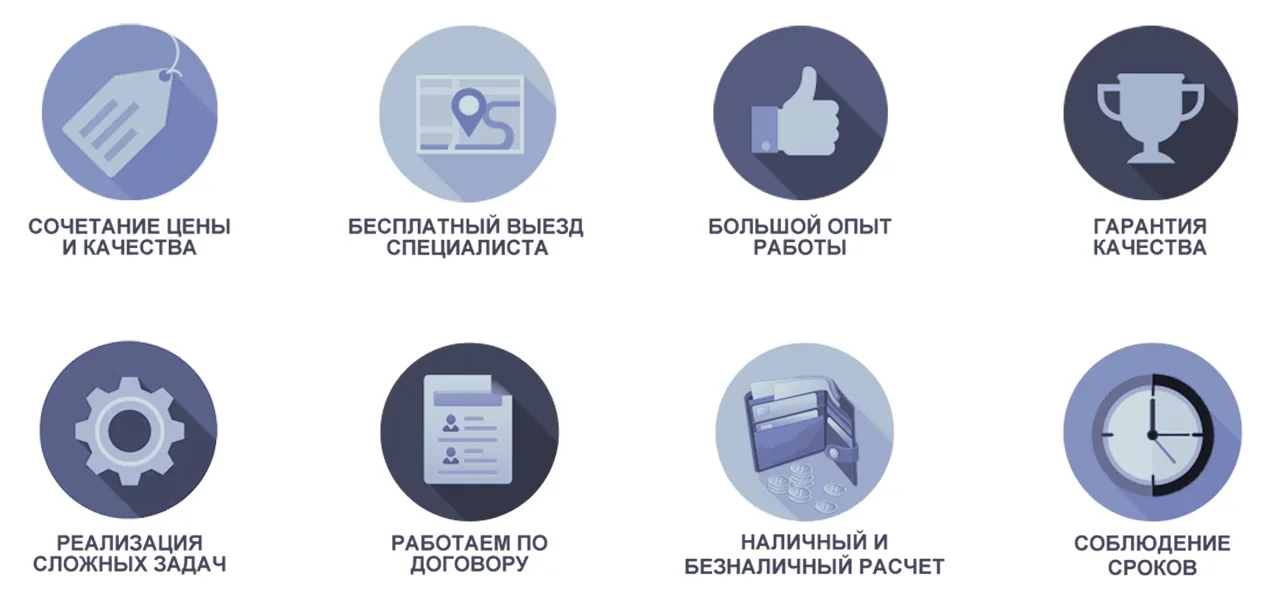 СОЧЕТАНИЕ ЦЕНЫ
И КАЧЕСТВА
БЕСПЛАТНЫЙ ВЫЕЗД
СПЕЦИАЛИСТА
БОЛЬШОЙ ОПЫТ
РАБОТЫ
ГАРАНТИЯ
КАЧЕСТВА
РЕАЛИЗАЦИЯ
СЛОЖНЫХ ЗАДАЧ
РАБОТАЕМ ПО
ДОГОВОРУ
НАЛИЧНЫЙ И
БЕЗНАЛИЧНЫЙ РАСЧЕТ
СОБЛЮДЕНИЕ
СРОКОВ